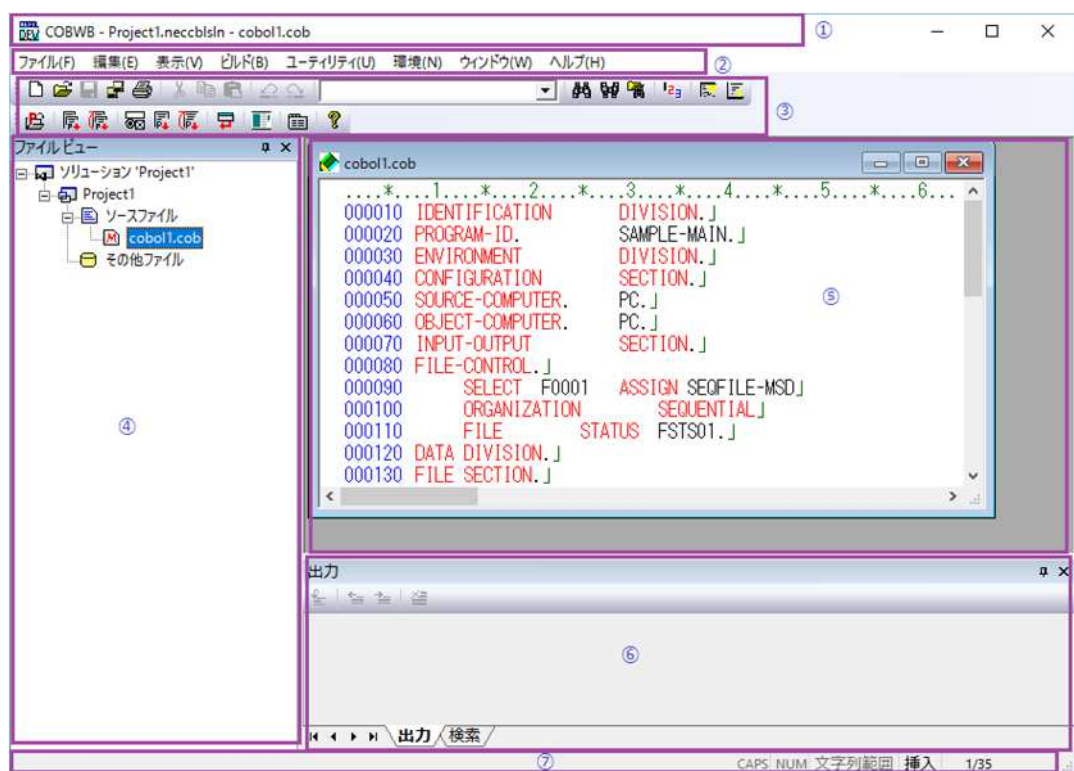 COBWB - Project1.neccblsln - cobol1.cob
①
ファイル(F) 編集(E) 表示(V) ビルド(B) ユーティリティ(U) 環境(N) ウィンドウ(W) ヘルプ(H)
②
③
ファイル ビュー
ソリューション 'Project1'
Project1
ソースファイル
cobol1.cob
その他ファイル
④
cobol1.cob
....*....1....*....2....*....3....*....4....*....5....*....6...
000010 IDENTIFICATION DIVISION.」
000020 PROGRAM-ID. SAMPLE-MAIN.」
000030 ENVIRONMENT DIVISION.」
000040 CONFIGURATION SECTION.」
000050 SOURCE-COMPUTER. PC.」
000060 OBJECT-COMPUTER. PC.」
000070 INPUT-OUTPUT SECTION.」
000080 FILE-CONTROL.」
000090 SELECT F0001 ASSIGN SEQFILE-MSD」
000100 ORGANIZATION SEQUENTIAL」
000110 FILE STATUS FSTS01.」
000120 DATA DIVISION.」
000130 FILE SECTION.」
⑤
出力
⑥
出力 検索
⑦
CAPS NUM 文字列範囲 挿入 1/35